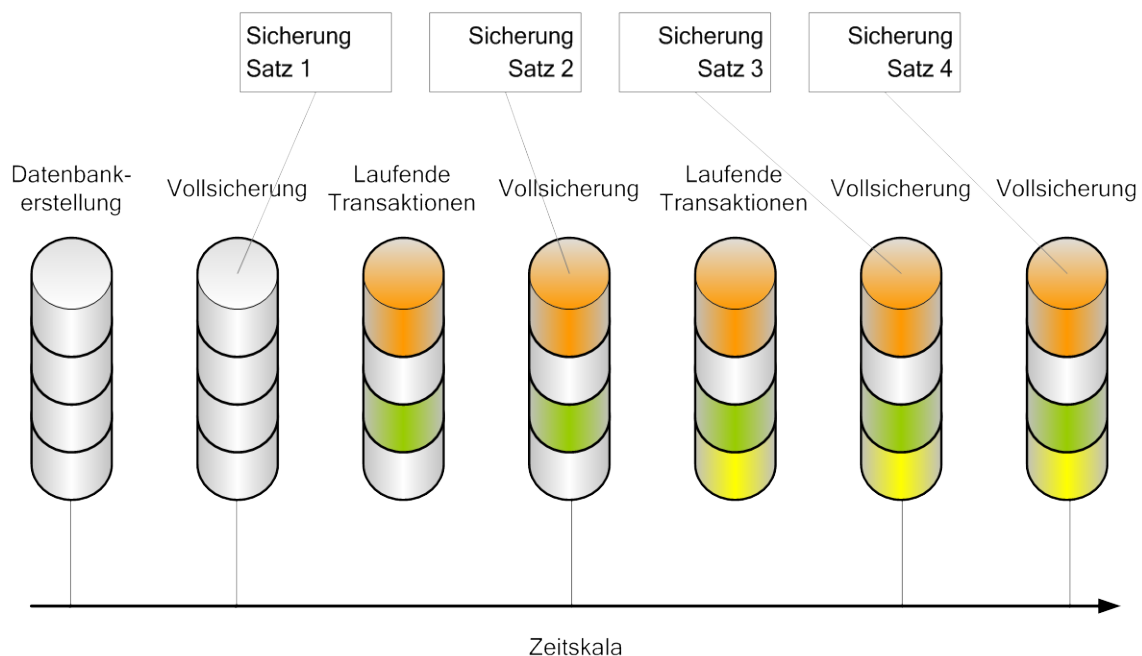 Sicherung
Satz 1
Sicherung
Satz 2
Sicherung
Satz 3
Sicherung
Satz 4
Datenbank-
erstellung
Vollsicherung
Laufende
Transaktionen
Vollsicherung
Laufende
Transaktionen
Vollsicherung
Vollsicherung
Zeitskala